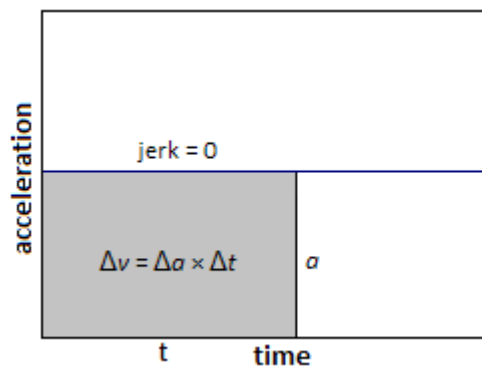 acceleration
jerk = 0
Δv = Δa × Δt
a
t
time